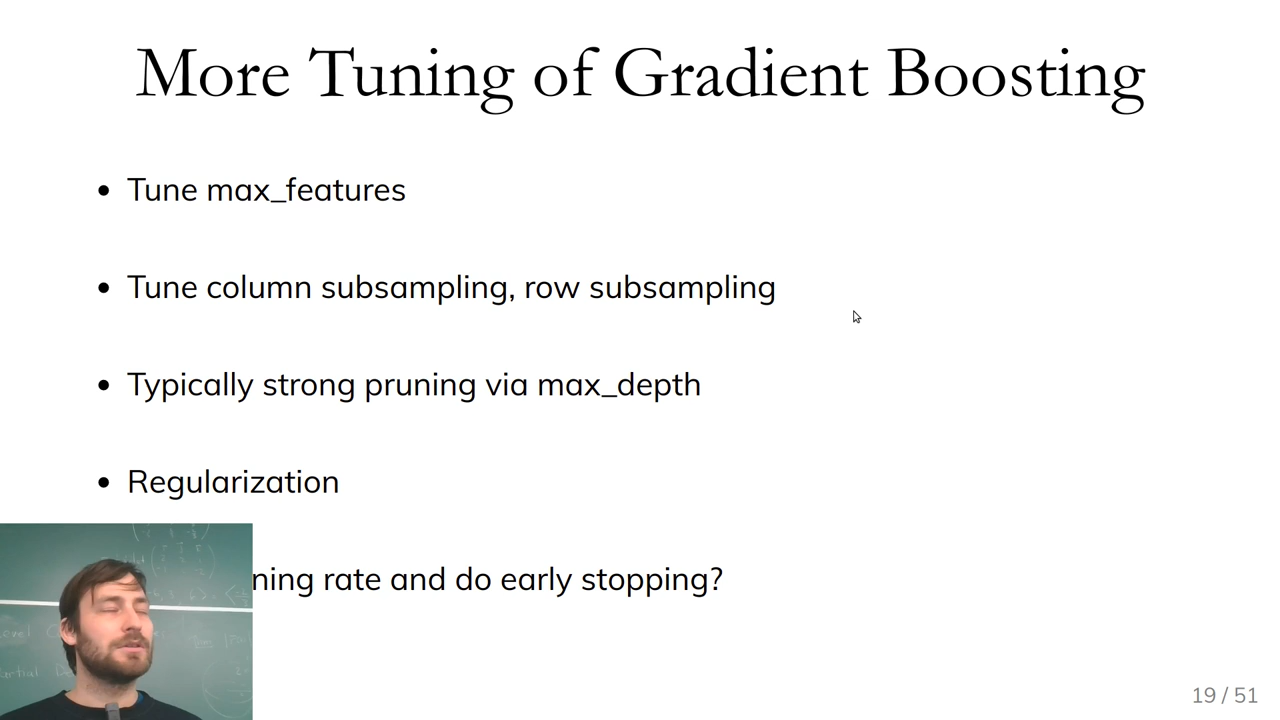 More Tuning of Gradient Boosting
• Tune max_features
• Tune column subsampling, row subsampling
• Typically strong pruning via max_depth
• Regularization
rate and do early stopping?
19 / 51